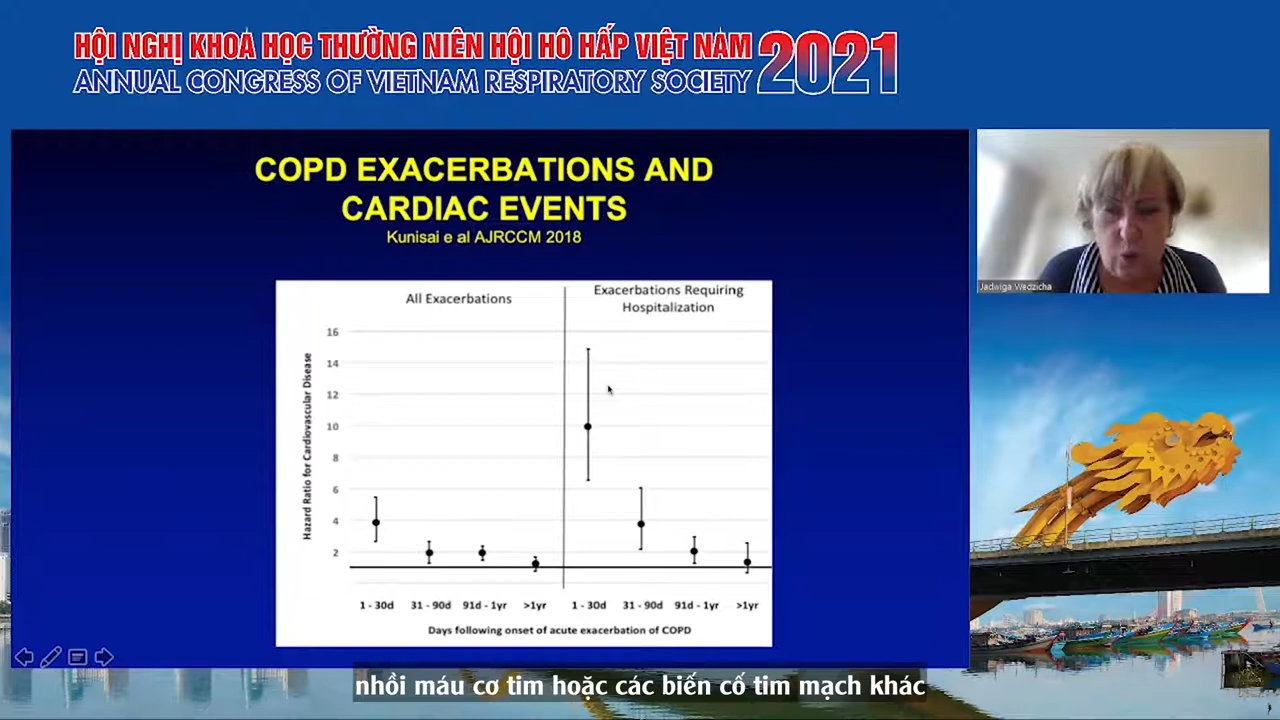 HỘI NGHỊ KHOA HỌC THƯỜNG NIÊN HỘI HÔ HẤP VIỆT NAM
ANNUAL CONGRESS OF VIETNAM RESPIRATORY SOCIETY
2021
COPD EXACERBATIONS AND
CARDIAC EVENTS
Kunisai e al AJRCCM 2018
All Exacerbations
Exacerbations Requiring
Hospitalization
Hazard Ratio for Cardiovascular Disease
16
14
12
10
8
6
4
2
1 - 30d 31 - 90d 91d - 1yr >1yr 1 - 30d 31 - 90d 91d - 1yr >1yr
Days following onset of acute exacerbation of COPD
Jadwiga Wedzicha
nhồi máu cơ tim hoặc các biến cố tim mạch khác